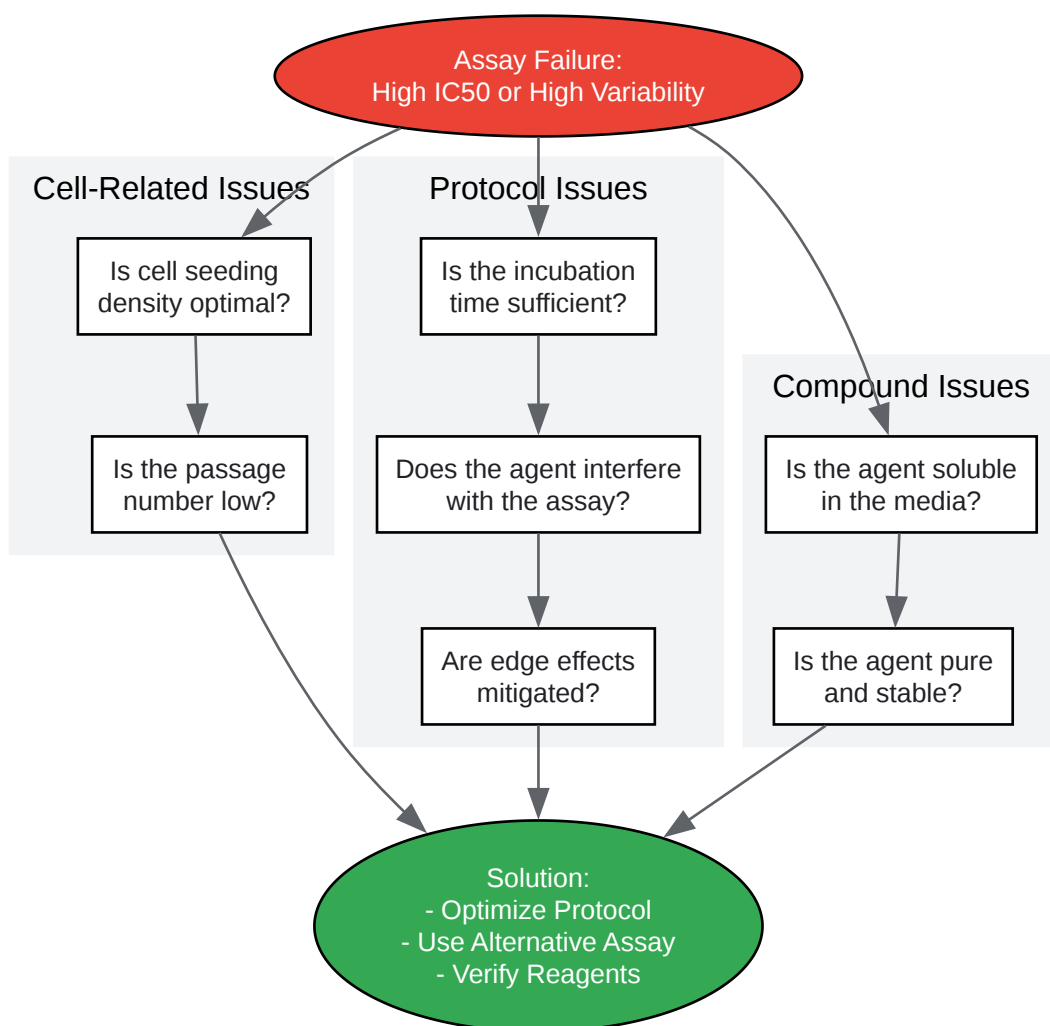 Assay Failure:
High IC50 or High Variability
Cell-Related Issues
Is cell seeding
density optimal?
Is the passage
number low?
Protocol Issues
Is the incubation
time sufficient?
Does the agent interfere
with the assay?
Are edge effects
mitigated?
Compound Issues
Is the agent soluble
in the media?
Is the agent pure
and stable?
Solution:
- Optimize Protocol
- Use Alternative Assay
- Verify Reagents